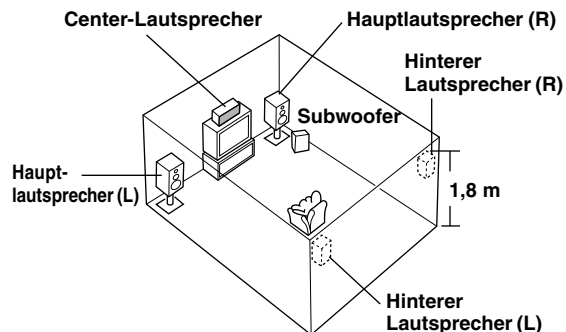 Center-Lautsprecher
Hauptlautsprecher (R)
Hinterer
Lautsprecher (R)
Subwoofer
Haupt-
lautsprecher (L)
1,8 m
Hinterer
Lautsprecher (L)